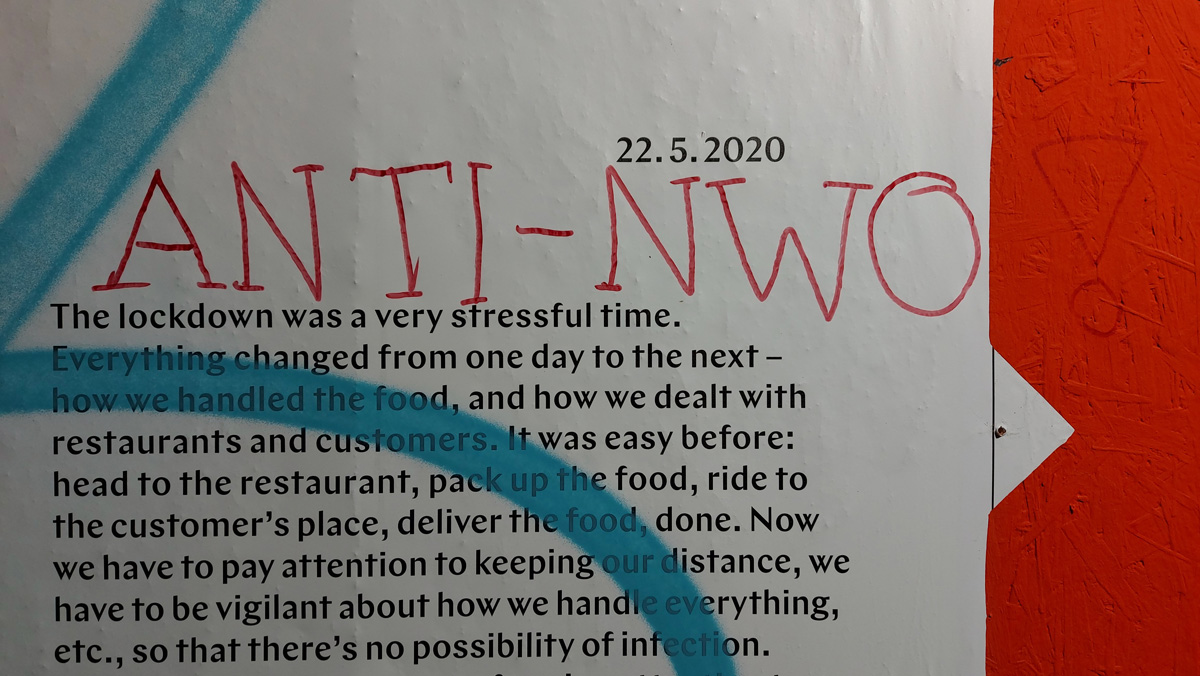 22.5.2020
ANTI-NWO
The lockdown was a very stressful time.
Everything changed from one day to the next –
how we handled the food, and how we dealt with
restaurants and customers. It was easy before:
head to the restaurant, pack up the food, ride to
the customer’s place, deliver the food, done. Now
we have to pay attention to keeping our distance, we
have to be vigilant about how we handle everything,
etc., so that there’s no possibility of infection.